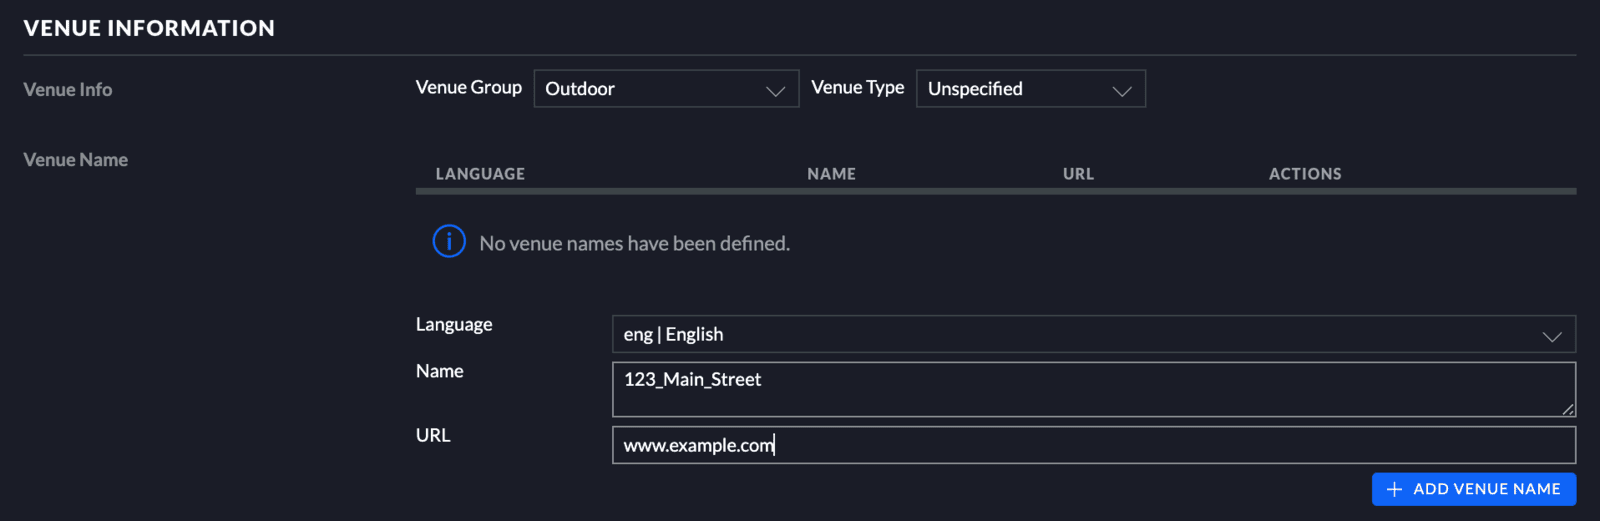 VENUE INFORMATION
Venue Info
Venue Group Outdoor Venue Type Unspecified
Venue Name
LANGUAGE NAME URL ACTIONS
No venue names have been defined.
Language eng | English
Name 123_Main_Street
URL www.example.com
+ ADD VENUE NAME